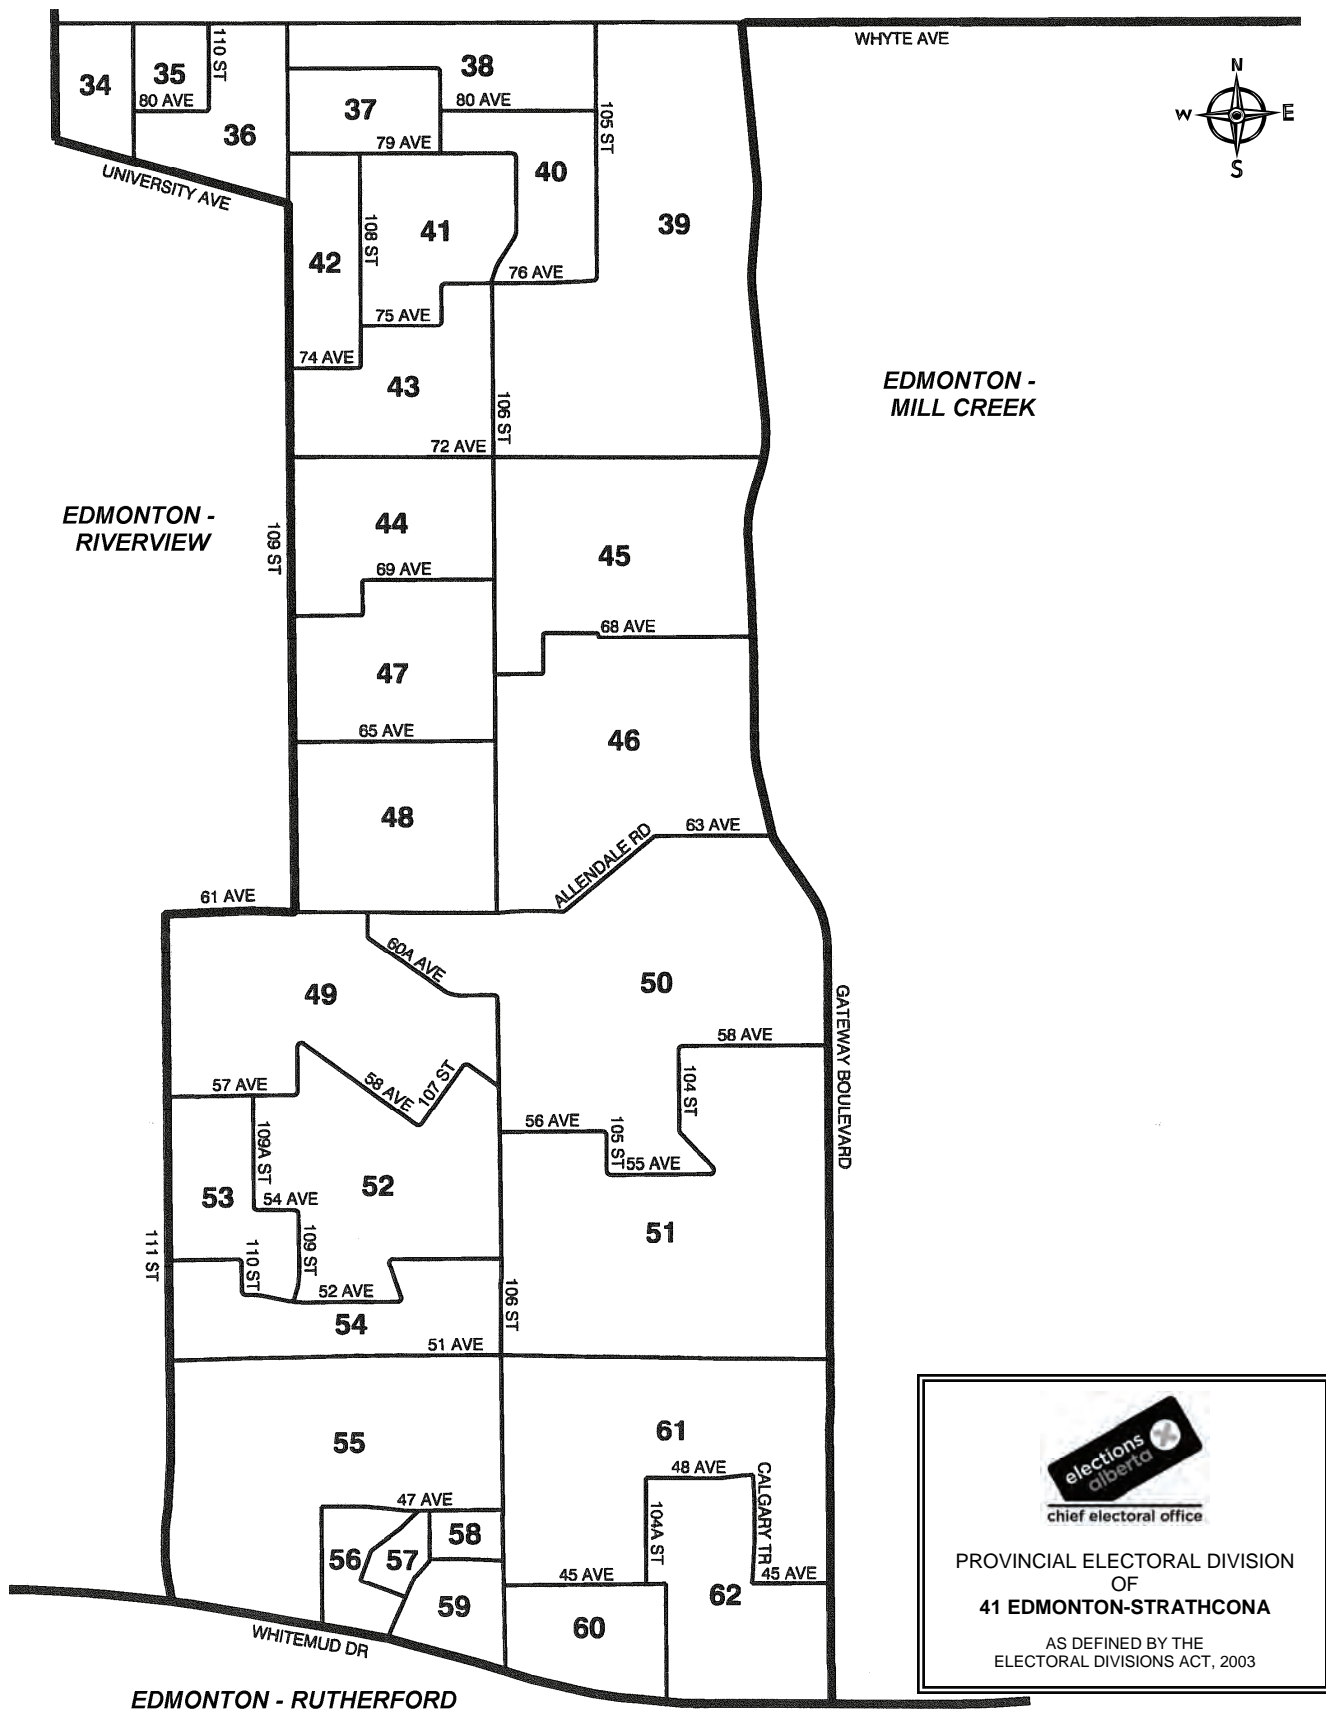 WHYTE AVE
N
W
E
S
110 ST
34
35
38
80 AVE
80 AVE
37
105 ST
36
79 AVE
UNIVERSITY AVE
40
108 ST
41
39
42
76 AVE
75 AVE
74 AVE
43
106 ST
72 AVE
EDMONTON -
MILL CREEK
EDMONTON -
RIVERVIEW
109 ST
44
45
69 AVE
68 AVE
47
65 AVE
46
48
63 AVE
ALLENDALE RD
61 AVE
60A AVE
49
50
GATEWAY BOULEVARD
58 AVE
57 AVE
58 AVE
107 ST
104 ST
56 AVE
105 ST
109A ST
55 AVE
53
54 AVE
52
111 ST
110 ST
109 ST
51
52 AVE
106 ST
54
51 AVE
55
61
48 AVE
CALGARY TR
47 AVE
104A ST
58
56
57
45 AVE
45 AVE
59
62
60
WHITEMUD DR
EDMONTON - RUTHERFORD
elections
alberta
chief electoral office
PROVINCIAL ELECTORAL DIVISION
OF
41 EDMONTON-STRATHCONA
AS DEFINED BY THE
ELECTORAL DIVISIONS ACT, 2003